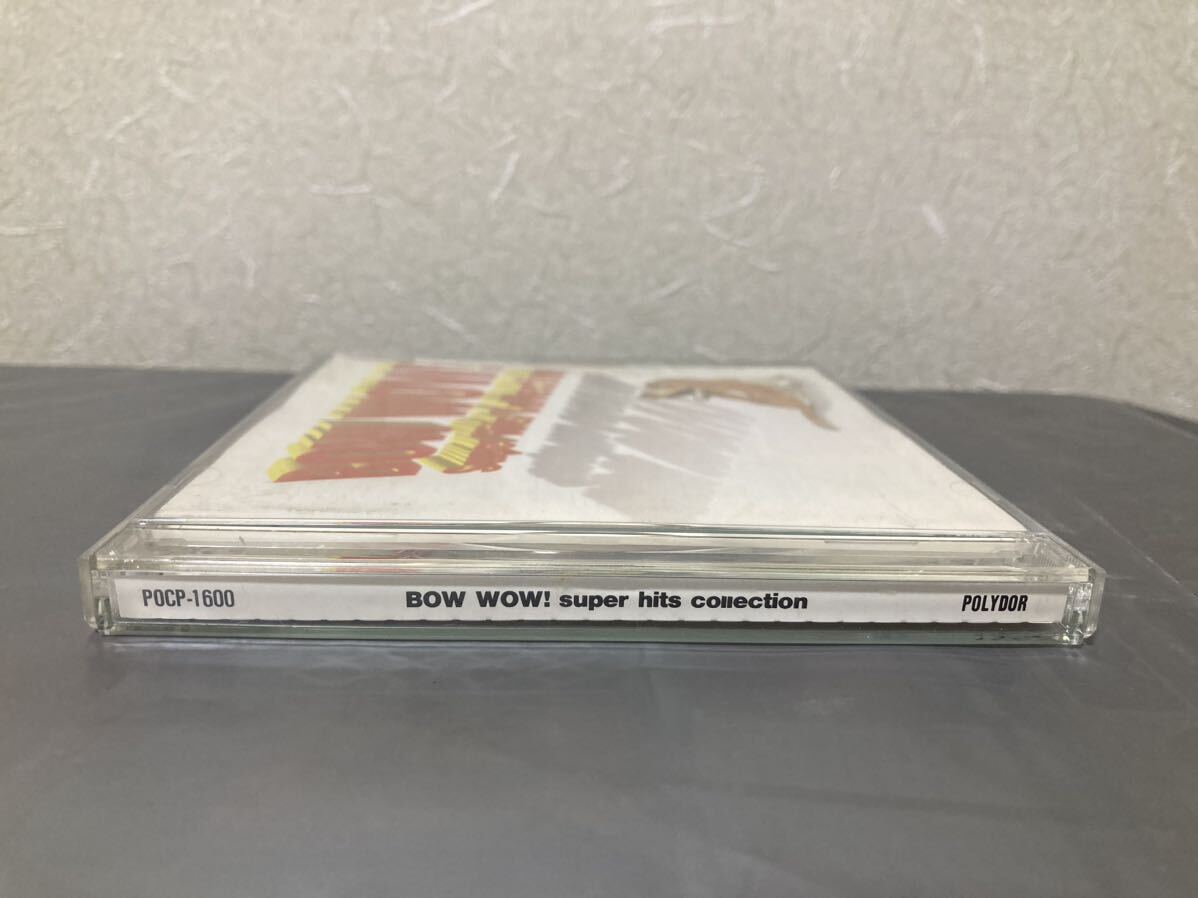 POCP-1600 BOW WOW! super hits collection POLYDOR